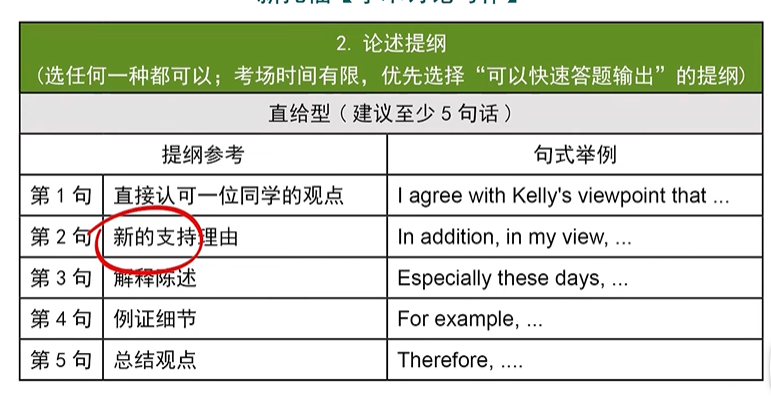 2. 论述提纲
(选任何一种都可以；考场时间有限，优先选择“可以快速答题输出”的提纲)
直给型（建议至少 5 句话）
提纲参考 句式举例
第 1 句 直接认可一位同学的观点 I agree with Kelly's viewpoint that ...
第 2 句 新的支持理由 In addition, in my view, ...
第 3 句 解释陈述 Especially these days, ...
第 4 句 例证细节 For example, ...
第 5 句 总结观点 Therefore, ....